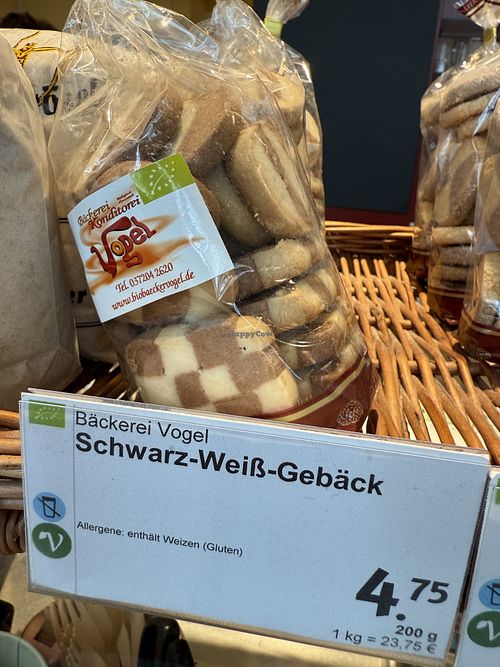 Bäckerei
Konditorei
Vogel
Tel. 037204 2620
www.biobaeckervogel.de
HappyCow
Bäckerei Vogel
Schwarz-Weiß-Gebäck
Allergene: enthält Weizen (Gluten)
4.75
200 g
1 kg = 23,75 €